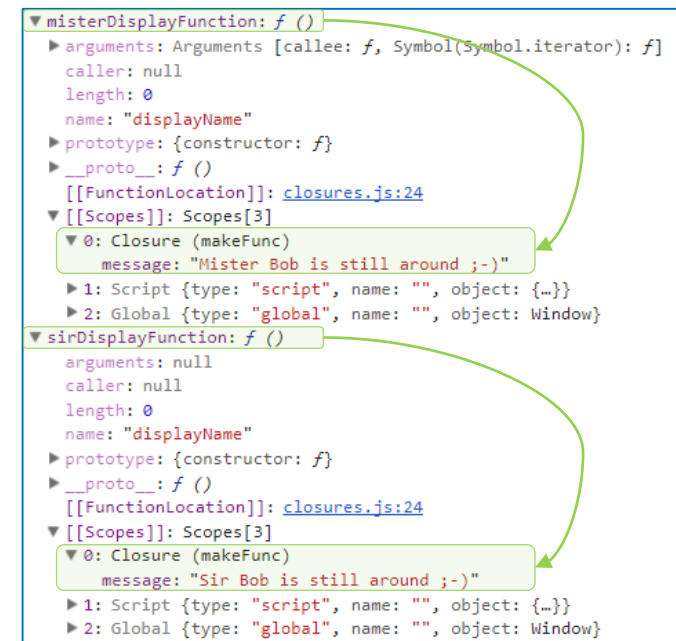 ▼ misterDisplayFunction: ƒ ()
▶ arguments: Arguments [callee: ƒ, Symbol(Symbol.iterator): ƒ]
caller: null
length: 0
name: "displayName"
▶ prototype: {constructor: ƒ}
▶ __proto__: ƒ ()
[[FunctionLocation]]: closures.js:24
▼ [[Scopes]]: Scopes[3]
▼ 0: Closure (makeFunc)
message: "Mister Bob is still around ;-)"
▶ 1: Script {type: "script", name: "", object: {…}}
▶ 2: Global {type: "global", name: "", object: Window}
▼ sirDisplayFunction: ƒ ()
arguments: null
caller: null
length: 0
name: "displayName"
▶ prototype: {constructor: ƒ}
▶ __proto__: ƒ ()
[[FunctionLocation]]: closures.js:24
▼ [[Scopes]]: Scopes[3]
▼ 0: Closure (makeFunc)
message: "Sir Bob is still around ;-)"
▶ 1: Script {type: "script", name: "", object: {…}}
▶ 2: Global {type: "global", name: "", object: Window}